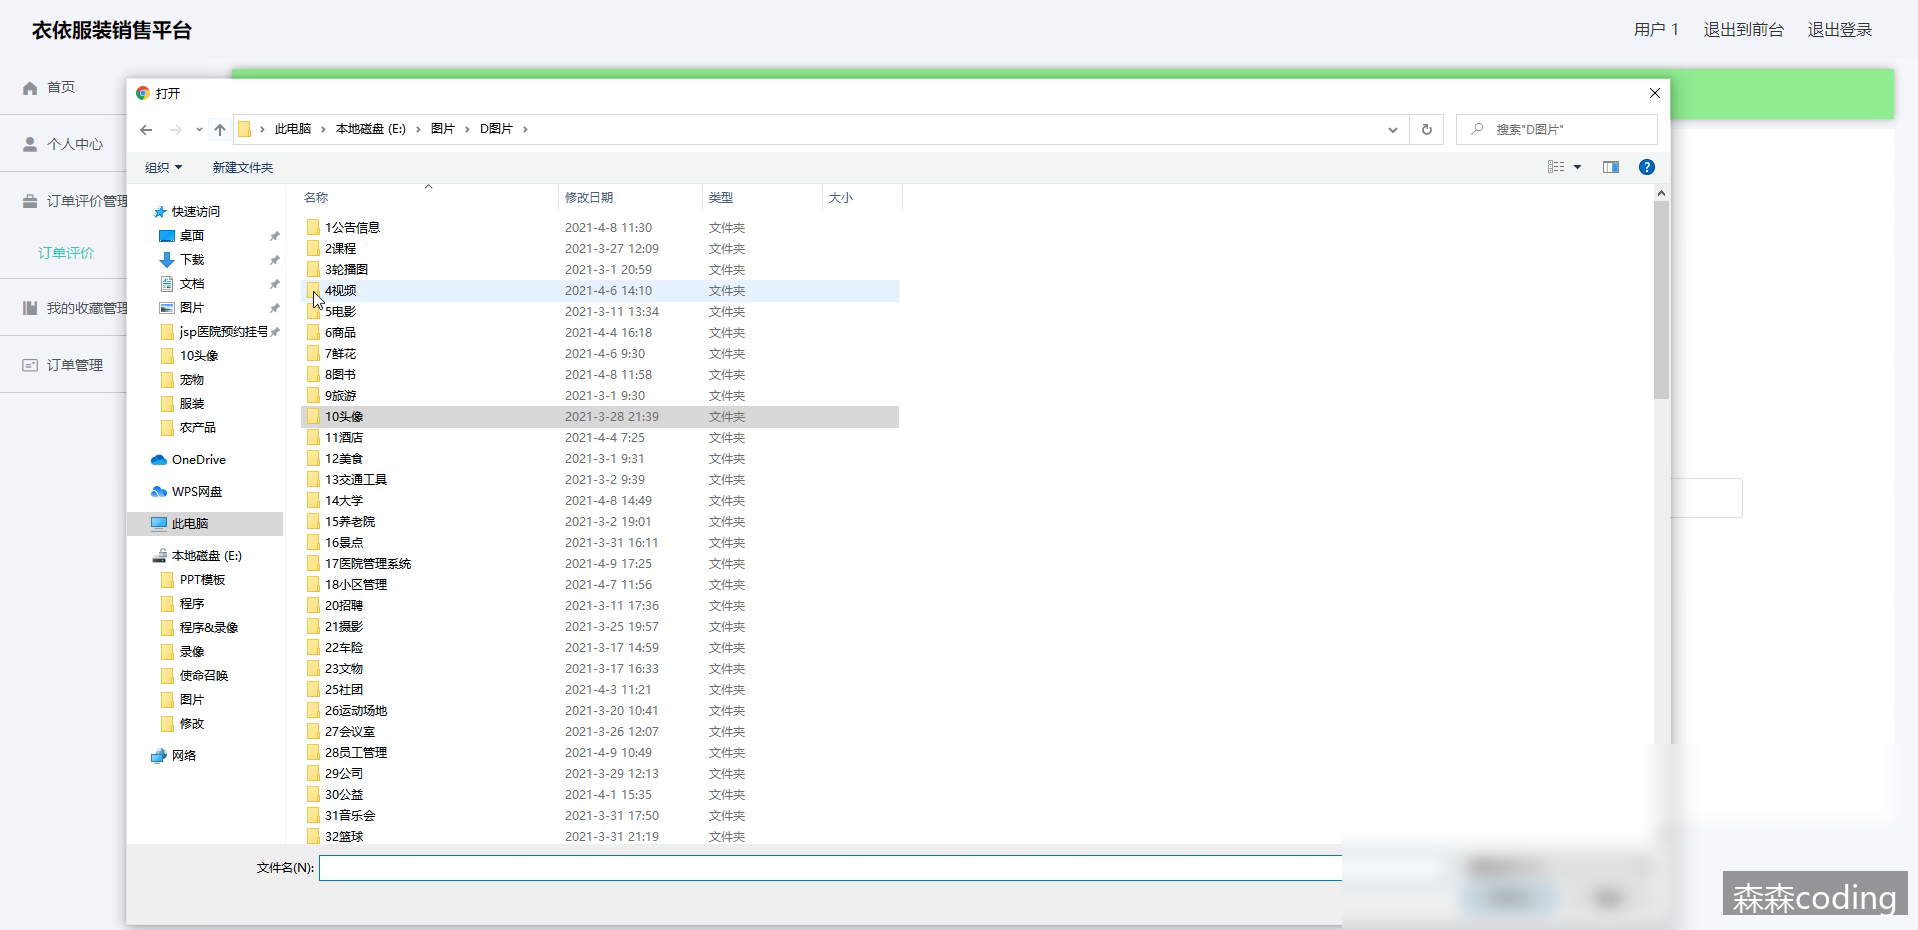 衣依服装销售平台
用户 1 退出到前台 退出登录
首页
个人中心
订单评价管理
订单评价
我的收藏管理
订单管理
打开
此电脑 › 本地磁盘 (E:) › 图片 › D图片 ›
搜索"D图片"
组织 新建文件夹
快速访问
桌面
下载
文档
图片
jsp医院预约挂号
10头像
宠物
服装
农产品
OneDrive
WPS网盘
此电脑
本地磁盘 (E:)
PPT模板
程序
程序&录像
录像
使命召唤
图片
修改
网络
名称 修改日期 类型 大小
1公告信息 2021-4-8 11:30 文件夹
2课程 2021-3-27 12:09 文件夹
3轮播图 2021-3-1 20:59 文件夹
4视频 2021-4-6 14:10 文件夹
5电影 2021-3-11 13:34 文件夹
6商品 2021-4-4 16:18 文件夹
7鲜花 2021-4-6 9:30 文件夹
8图书 2021-4-8 11:58 文件夹
9旅游 2021-3-1 9:30 文件夹
10头像 2021-3-28 21:39 文件夹
11酒店 2021-4-4 7:25 文件夹
12美食 2021-3-1 9:31 文件夹
13交通工具 2021-3-2 9:39 文件夹
14大学 2021-4-8 14:49 文件夹
15养老院 2021-3-2 19:01 文件夹
16景点 2021-3-31 16:11 文件夹
17医院管理系统 2021-4-9 17:25 文件夹
18小区管理 2021-4-7 11:56 文件夹
20招聘 2021-3-11 17:36 文件夹
21摄影 2021-3-25 19:57 文件夹
22车险 2021-3-17 14:59 文件夹
23文物 2021-3-17 16:33 文件夹
25社团 2021-4-3 11:21 文件夹
26运动场地 2021-3-20 10:41 文件夹
27会议室 2021-3-26 12:07 文件夹
28员工管理 2021-4-9 10:49 文件夹
29公司 2021-3-29 12:13 文件夹
30公益 2021-4-1 15:35 文件夹
31音乐会 2021-3-31 17:50 文件夹
32篮球 2021-3-31 21:19 文件夹
文件名(N):
森森coding